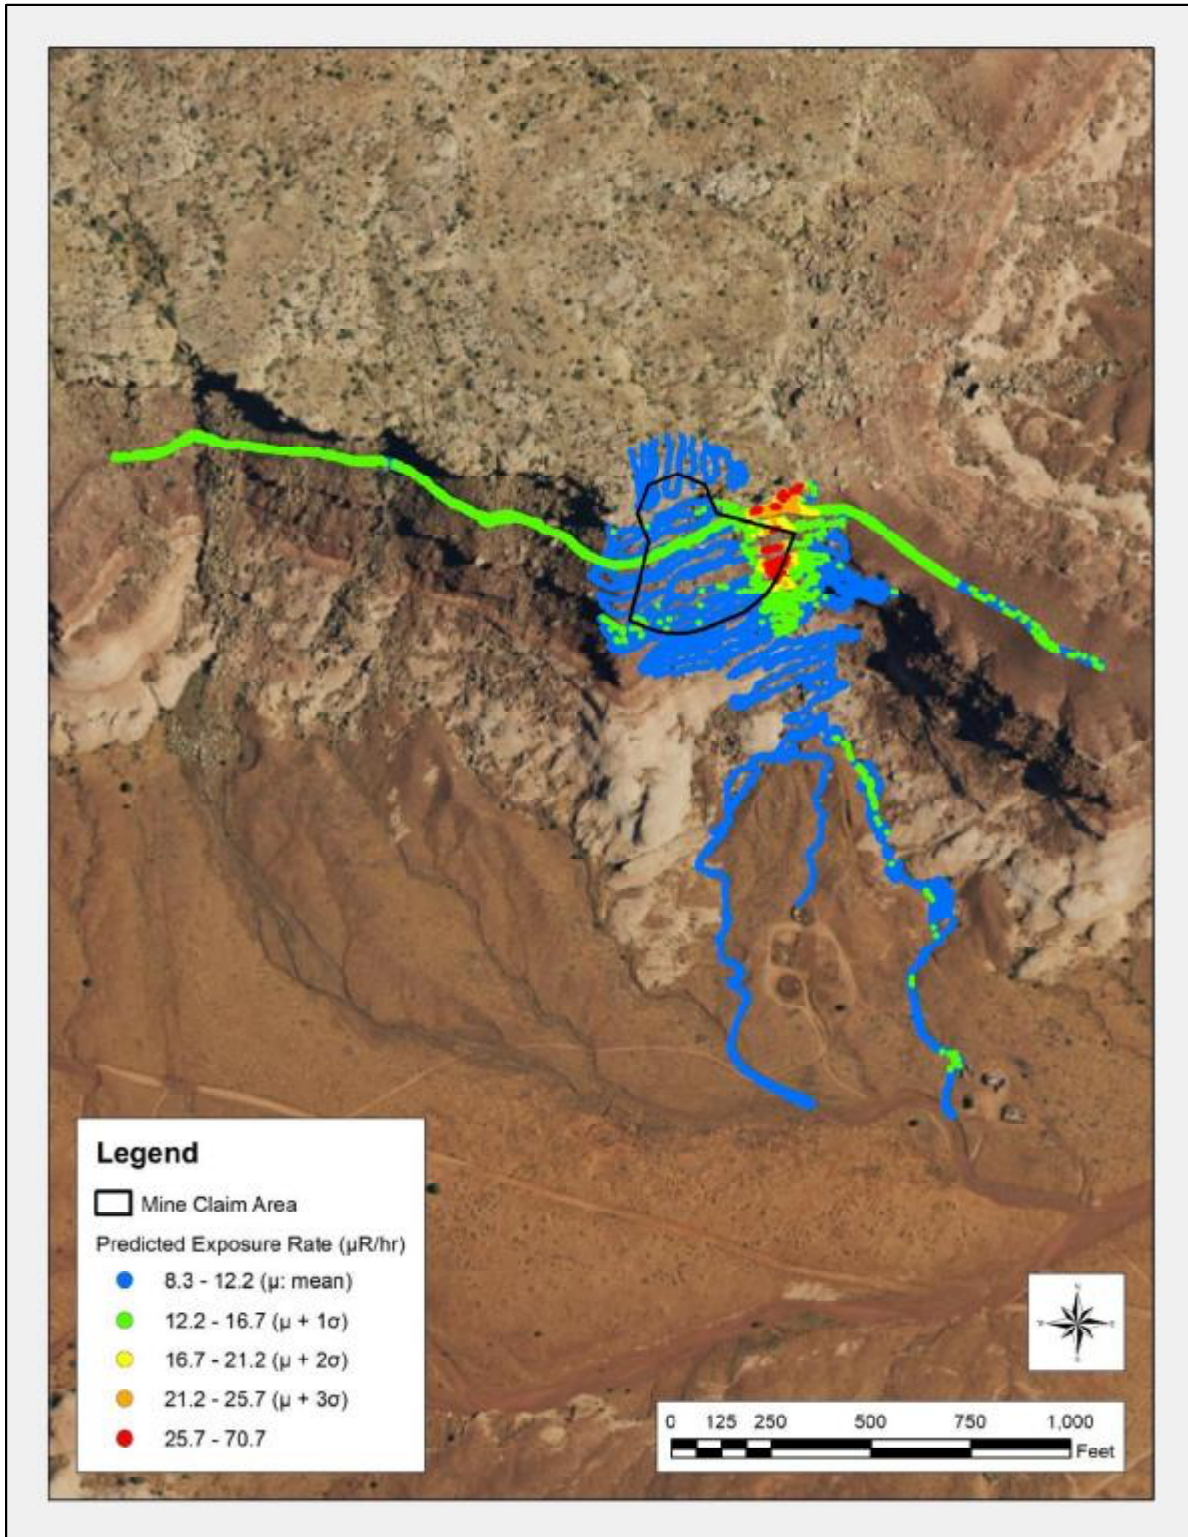 Legend
Mine Claim Area
Predicted Exposure Rate (µR/hr)
8.3 - 12.2 (µ: mean)
12.2 - 16.7 (µ + 1σ)
16.7 - 21.2 (µ + 2σ)
21.2 - 25.7 (µ + 3σ)
25.7 - 70.7
0 125 250 500 750 1,000
Feet